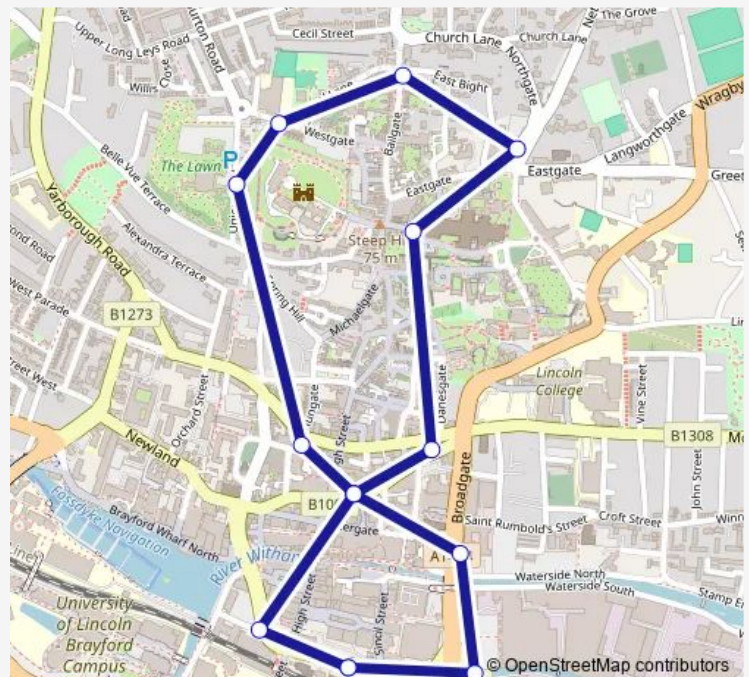 Cecil Street
The Grove
Church Lane
Church Lane
Upper Long Leys Road
Burton Road
Northgate
East Bight
Close
Wragby
Westgate
Bailgate
Langworthgate
The Lawn
P
Belle Vue Terrace
Eastgate
Eastgate
Greet
Yarborough Road
Steep Hi
75 m
Alexandra Terrace
West Parade
Spring Hill
Michaelgate
B1273
Lincoln
College
Orchard Street
Danesgate
Vine Street
Newland
B1308
Broadgate
John Street
Saint Rumbold's Street
Croft Street
Fossdyke Navigation
Brayford Wharf North
River Witham
Waterside North
Waterside South
High Street
Sincil Street
University
of Lincoln
Brayford
Campus
© OpenStreetMap contributors